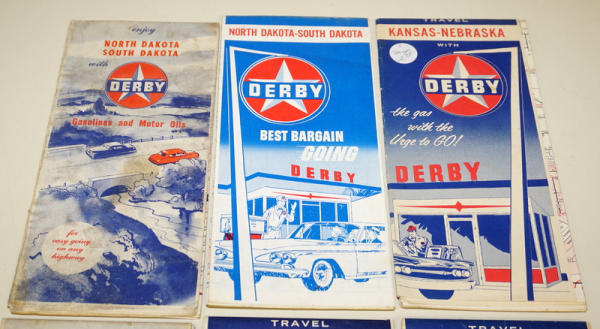 enjoy
NORTH DAKOTA
SOUTH DAKOTA
with
DERBY
Gasolines and Motor Oils
for
easy going
on any
highway
NORTH DAKOTA-SOUTH DAKOTA
DERBY
BEST BARGAIN
GOING
DERBY
TRAVEL
KANSAS-NEBRASKA
WITH
DERBY
the gas
with the
Urge to GO!
DERBY
TRAVEL
TRAVEL